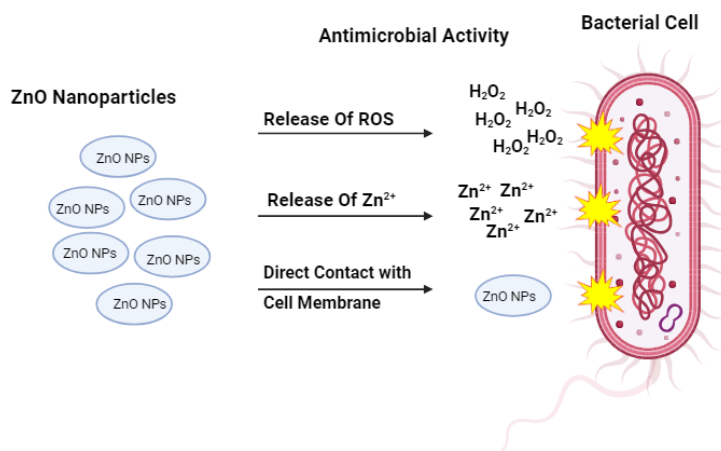 Antimicrobial Activity
Bacterial Cell
ZnO Nanoparticles
ZnO NPs
ZnO NPs
ZnO NPs
ZnO NPs
ZnO NPs
ZnO NPs
Release Of ROS
H₂O₂
H₂O₂
H₂O₂
H₂O₂
H₂O₂
Release Of Zn²⁺
Zn²⁺ Zn²⁺
Zn²⁺ Zn²⁺
Zn²⁺
Direct Contact with
Cell Membrane
ZnO NPs